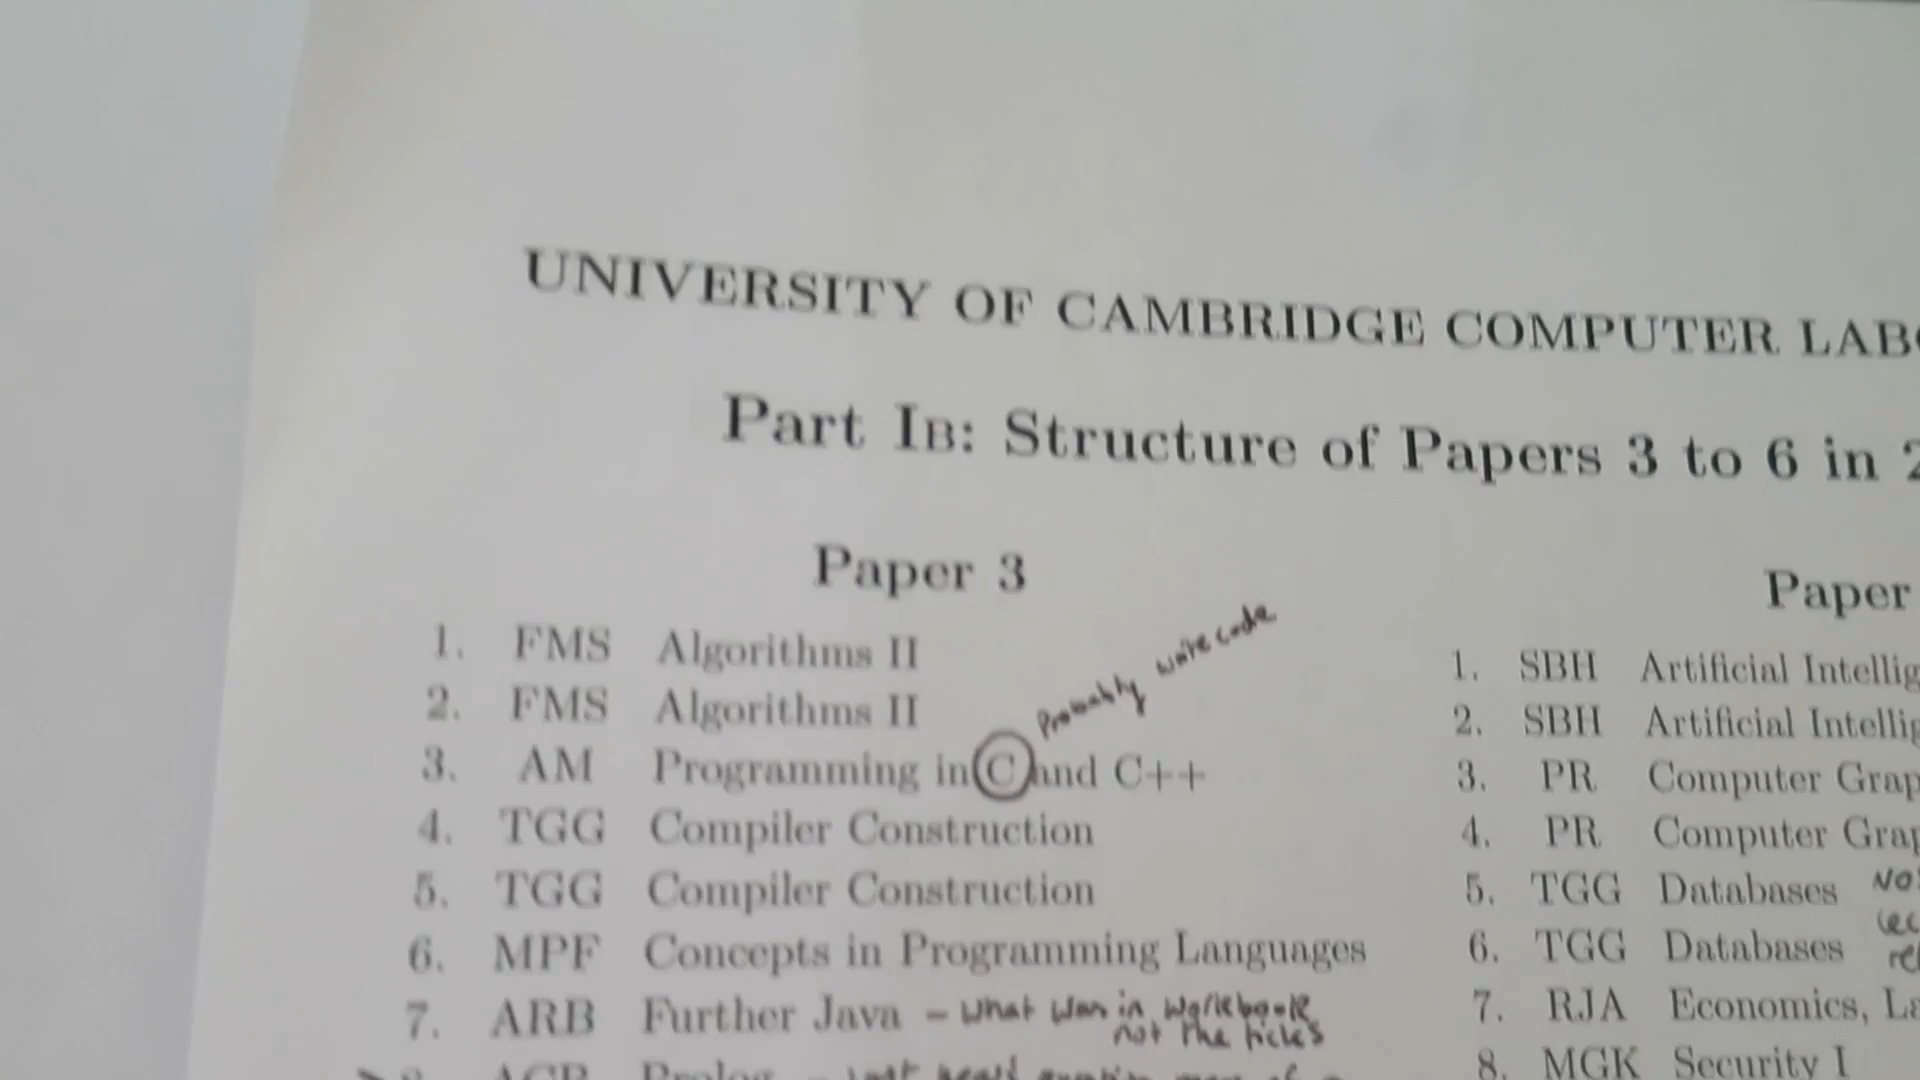 UNIVERSITY OF CAMBRIDGE COMPUTER LAB
Part IB: Structure of Papers 3 to 6 in 2
Paper 3
Probably write code
1. FMS Algorithms II
2. FMS Algorithms II
3. AM Programming in C and C++
4. TGG Compiler Construction
5. TGG Compiler Construction
6. MPF Concepts in Programming Languages
7. ARB Further Java – What was in workbook
not the ticks
Prolog –
Paper
1. SBH Artificial Intellig
2. SBH Artificial Intellig
3. PR Computer Grap
4. PR Computer Grap
5. TGG Databases
6. TGG Databases
7. RJA Economics, La
8. MGK Security I